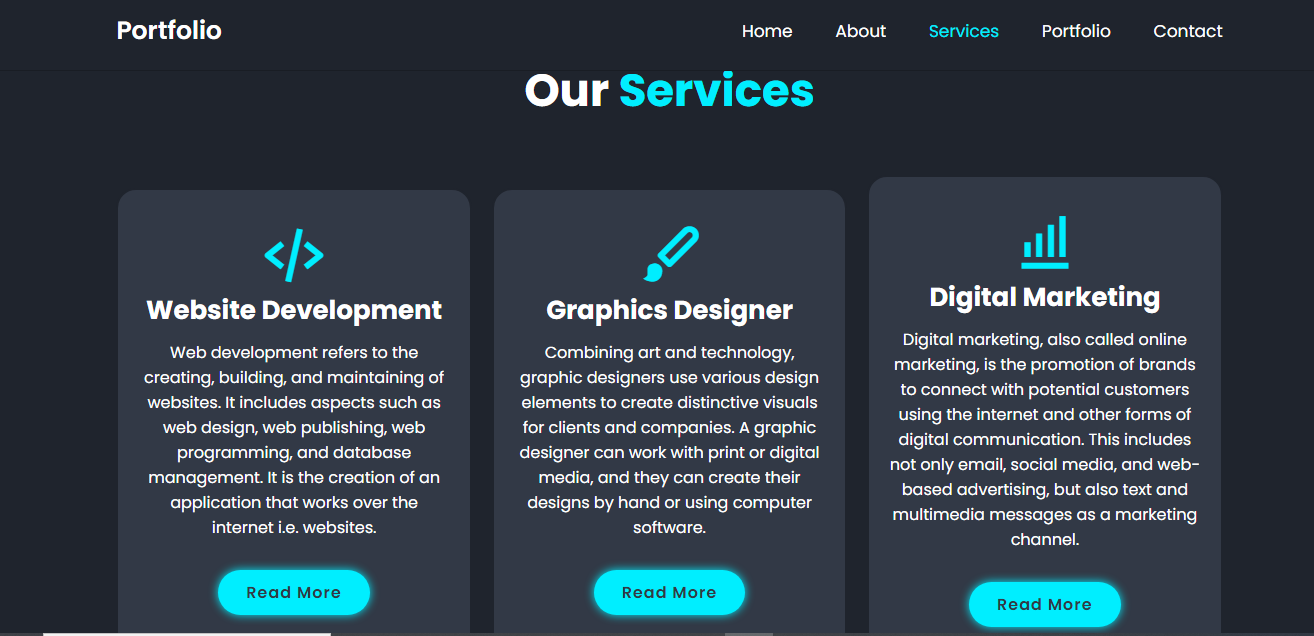 Portfolio
Home About Services Portfolio Contact
Our Services
Website Development
Web development refers to the
creating, building, and maintaining of
websites. It includes aspects such as
web design, web publishing, web
programming, and database
management. It is the creation of an
application that works over the
internet i.e. websites.
Read More
Graphics Designer
Combining art and technology,
graphic designers use various design
elements to create distinctive visuals
for clients and companies. A graphic
designer can work with print or digital
media, and they can create their
designs by hand or using computer
software.
Read More
Digital Marketing
Digital marketing, also called online
marketing, is the promotion of brands
to connect with potential customers
using the internet and other forms of
digital communication. This includes
not only email, social media, and web-
based advertising, but also text and
multimedia messages as a marketing
channel.
Read More